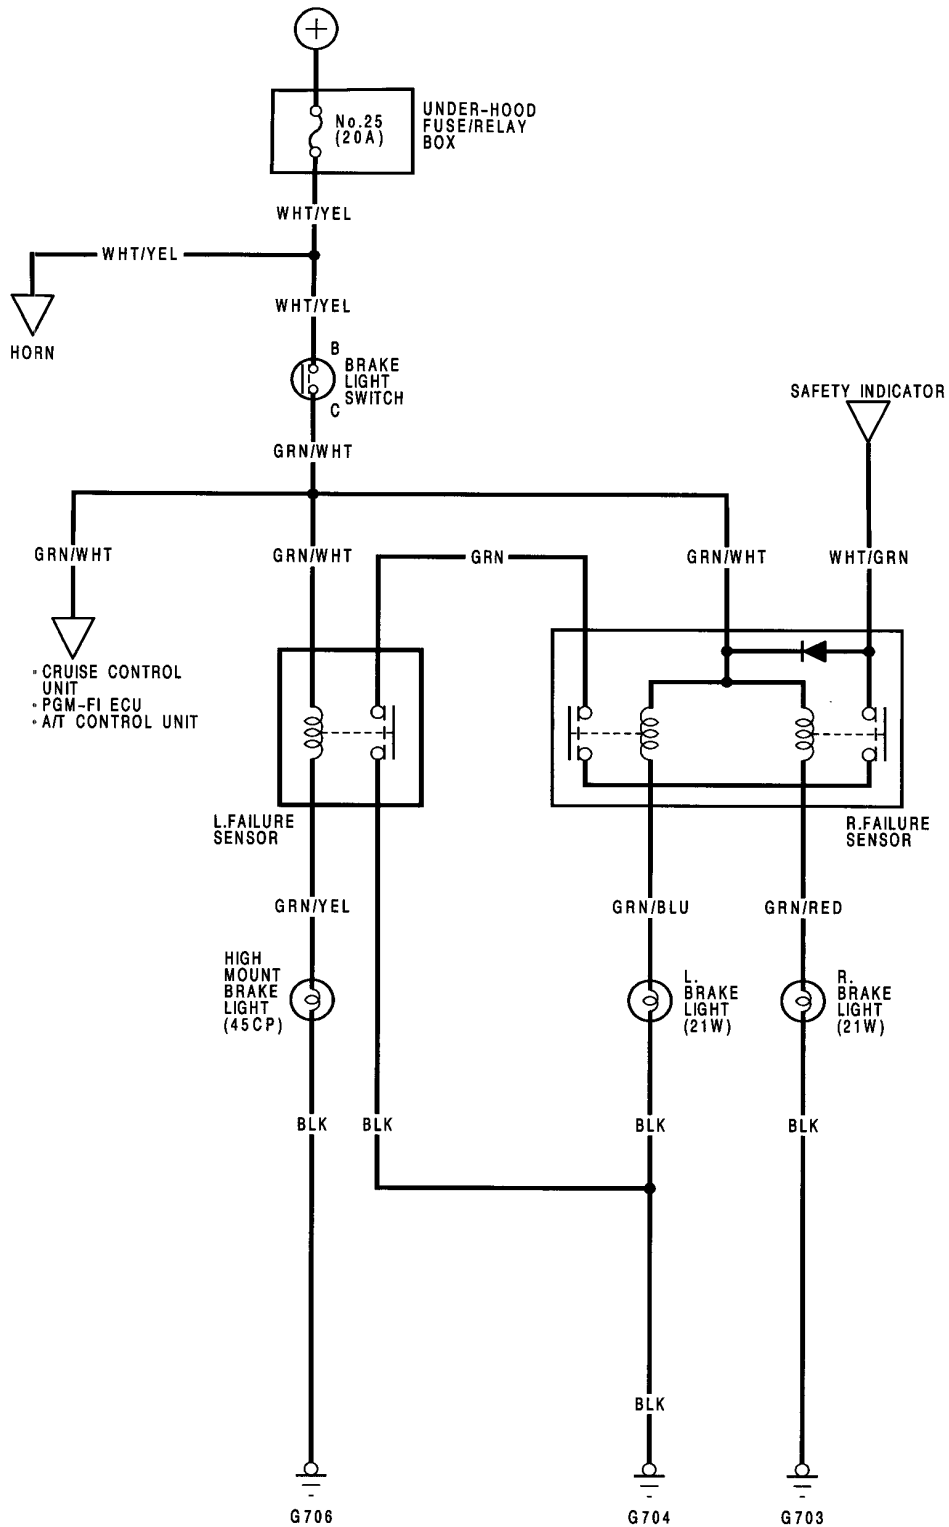 +
No.25
(20A)
UNDER-HOOD
FUSE/RELAY
BOX
WHT/YEL
WHT/YEL
WHT/YEL
HORN
B
BRAKE
LIGHT
SWITCH
C
SAFETY INDICATOR
GRN/WHT
GRN/WHT
GRN/WHT
GRN
GRN/WHT
WHT/GRN
• CRUISE CONTROL
UNIT
• PGM-FI ECU
• A/T CONTROL UNIT
L.FAILURE
SENSOR
R.FAILURE
SENSOR
GRN/YEL
GRN/BLU
GRN/RED
HIGH
MOUNT
BRAKE
LIGHT
(45CP)
L.
BRAKE
LIGHT
(21W)
R.
BRAKE
LIGHT
(21W)
BLK
BLK
BLK
BLK
BLK
G706
G704
G703